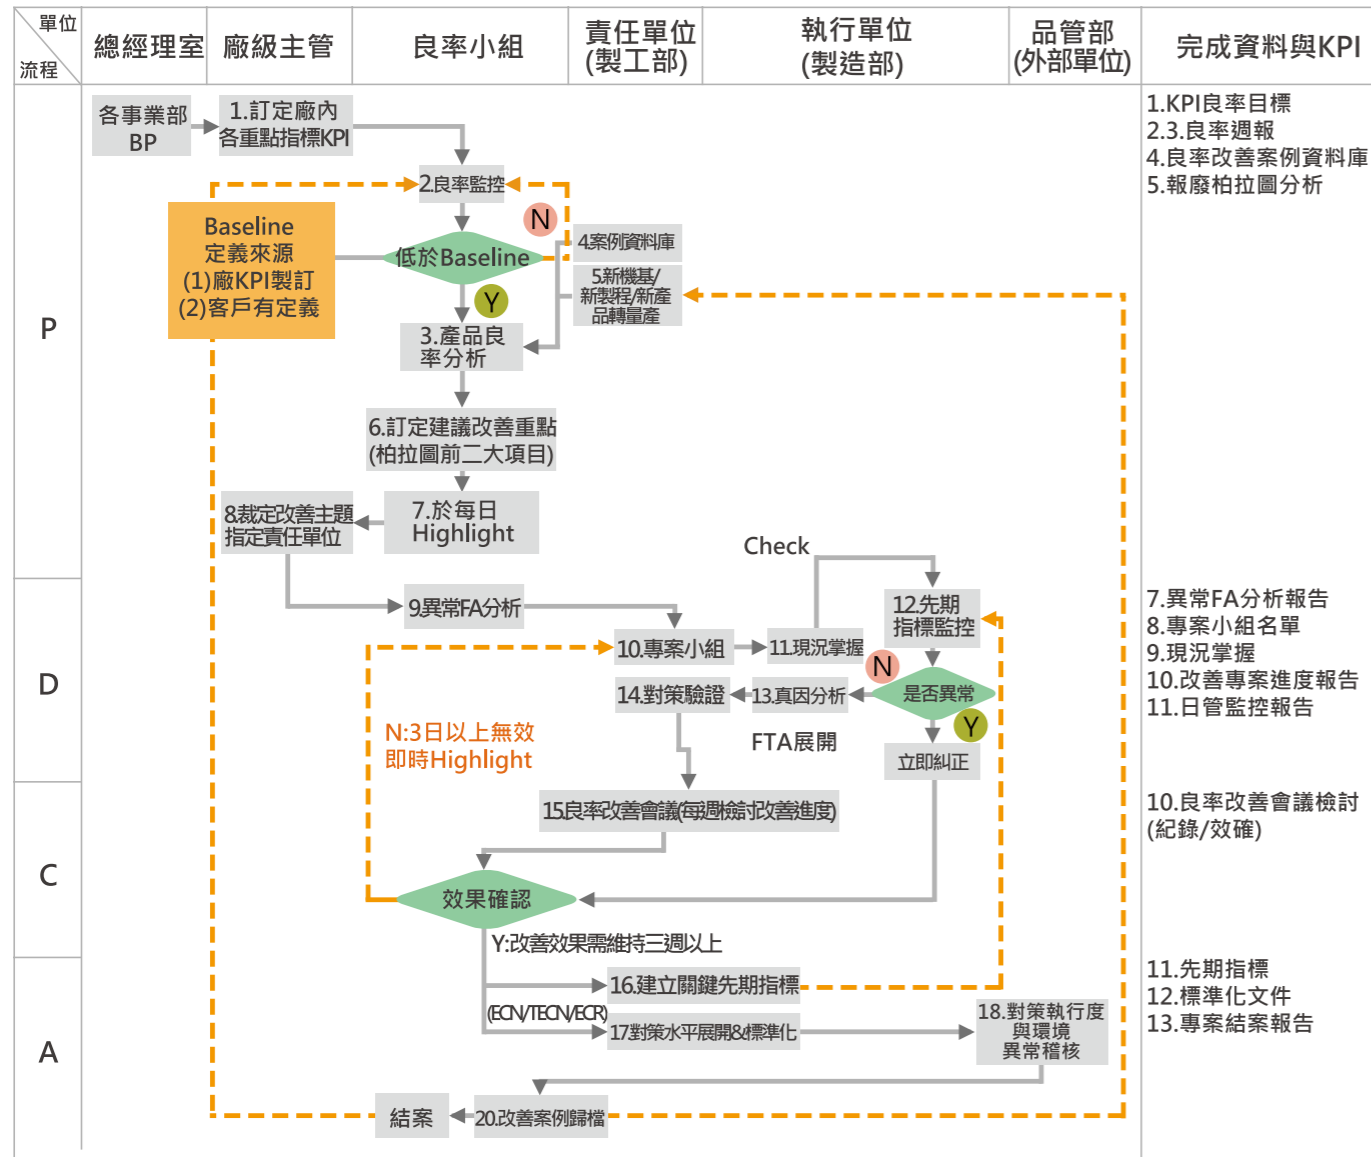 單位
流程
總經理室
廠級主管
良率小組
責任單位
(製工部)
執行單位
(製造部)
品管部
(外部單位)
完成資料與KPI
P
各事業部
BP
1.訂定廠內
各重點指標KPI
2.良率監控
N
Baseline
定義來源
(1)廠KPI製訂
(2)客戶有定義
低於Baseline
Y
4.案例資料庫
5.新機基/
新製程/新產
品轉量產
3.產品良
率分析
6.訂定建議改善重點
(柏拉圖前二大項目)
7.於每日
Highlight
8.裁定改善主題
指定責任單位
Check
1.KPI良率目標
2.3.良率週報
4.良率改善案例資料庫
5.報廢柏拉圖分析
D
9.異常FA分析
10.專案小組
11.現況掌握
12.先期
指標監控
N
是否異常
Y
13.真因分析
14.對策驗證
FTA展開
立即糾正
N:3日以上無效
即時Highlight
7.異常FA分析報告
8.專案小組名單
9.現況掌握
10.改善專案進度報告
11.日管監控報告
C
15.良率改善會議(每週檢討改善進度)
效果確認
Y:改善效果需維持三週以上
10.良率改善會議檢討
(紀錄/效確)
A
16.建立關鍵先期指標
(ECN/TECN/ECR)
17.對策水平展開&標準化
18.對策執行度
與環境
異常稽核
結案
20.改善案例歸檔
11.先期指標
12.標準化文件
13.專案結案報告